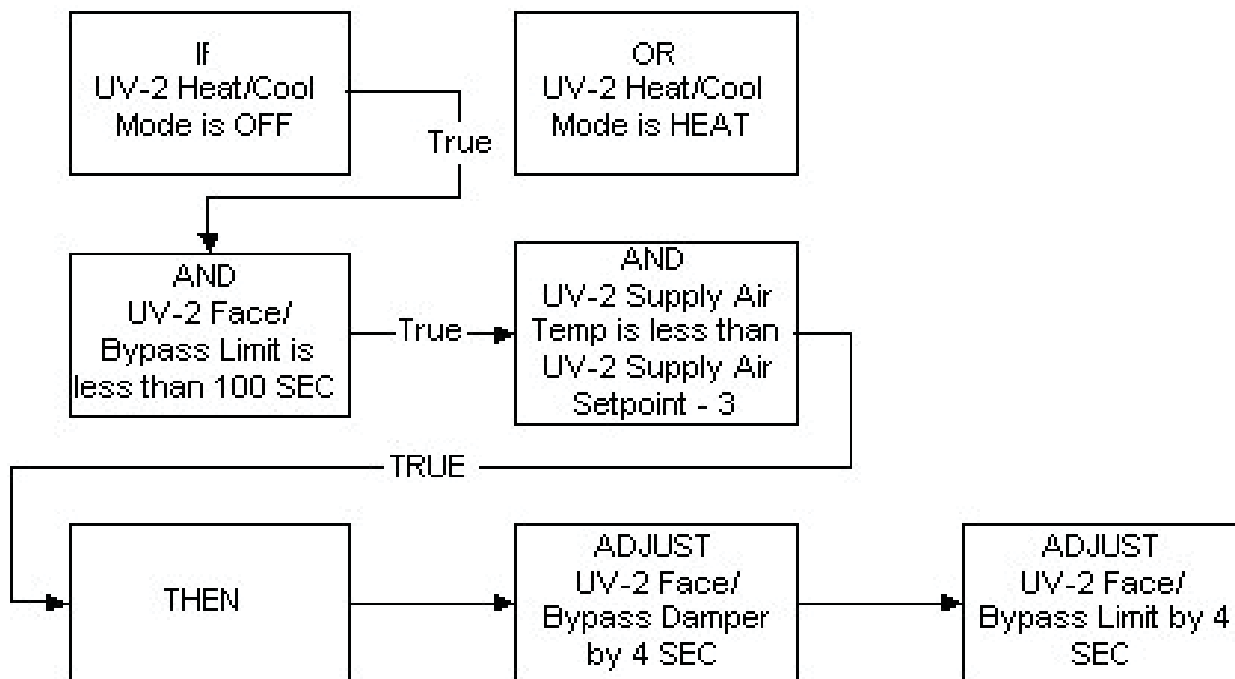 IF
UV-2 Heat/Cool
Mode is OFF
OR
UV-2 Heat/Cool
Mode is HEAT
True
AND
UV-2 Face/
Bypass Limit is
less than 100 SEC
True
AND
UV-2 Supply Air
Temp is less than
UV-2 Supply Air
Setpoint - 3
TRUE
THEN
ADJUST
UV-2 Face/
Bypass Damper
by 4 SEC
ADJUST
UV-2 Face/
Bypass Limit by 4
SEC